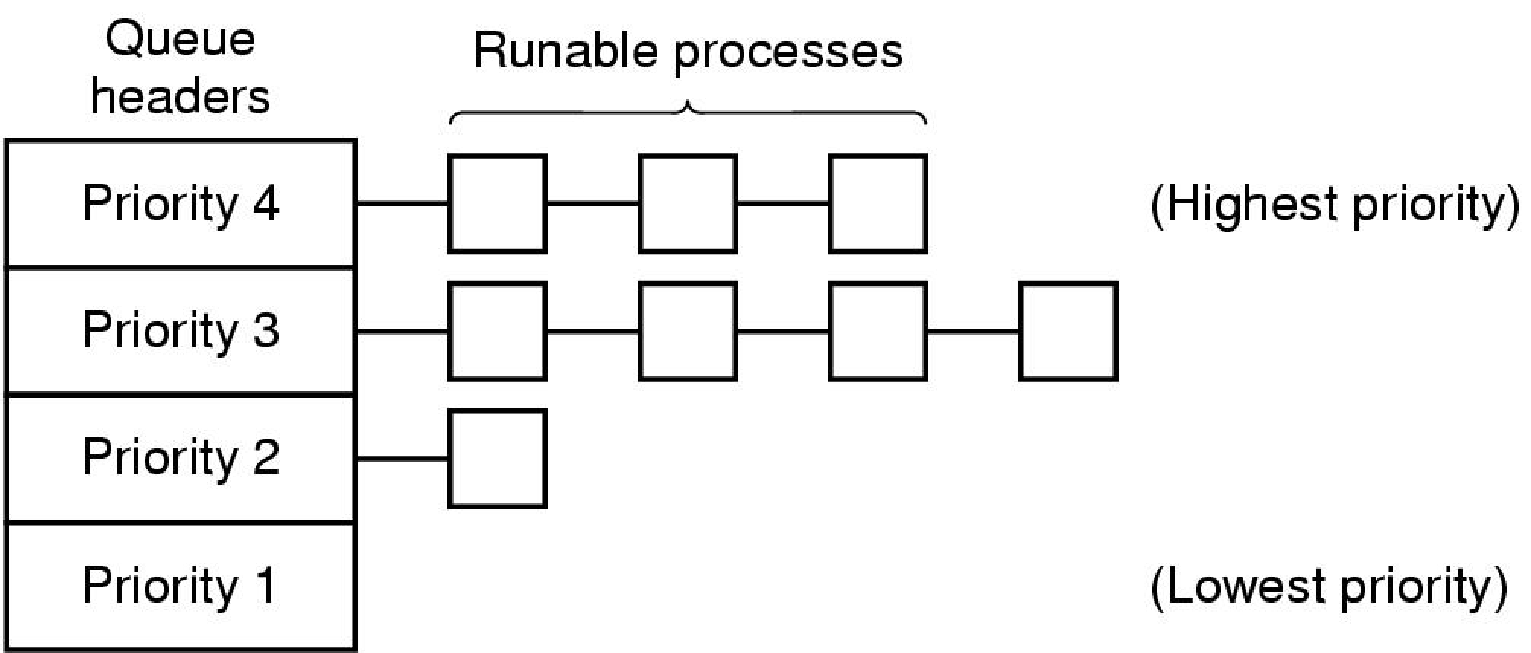 Queue
headers
Runable processes
Priority 4
(Highest priority)
Priority 3
Priority 2
Priority 1
(Lowest priority)